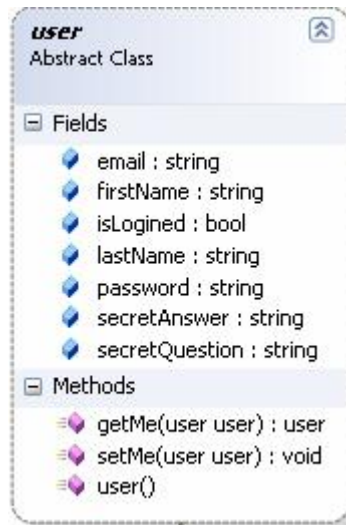 user
Abstract Class
Fields
email : string
firstName : string
isLogined : bool
lastName : string
password : string
secretAnswer : string
secretQuestion : string
Methods
getMe(user user) : user
setMe(user user) : void
user()